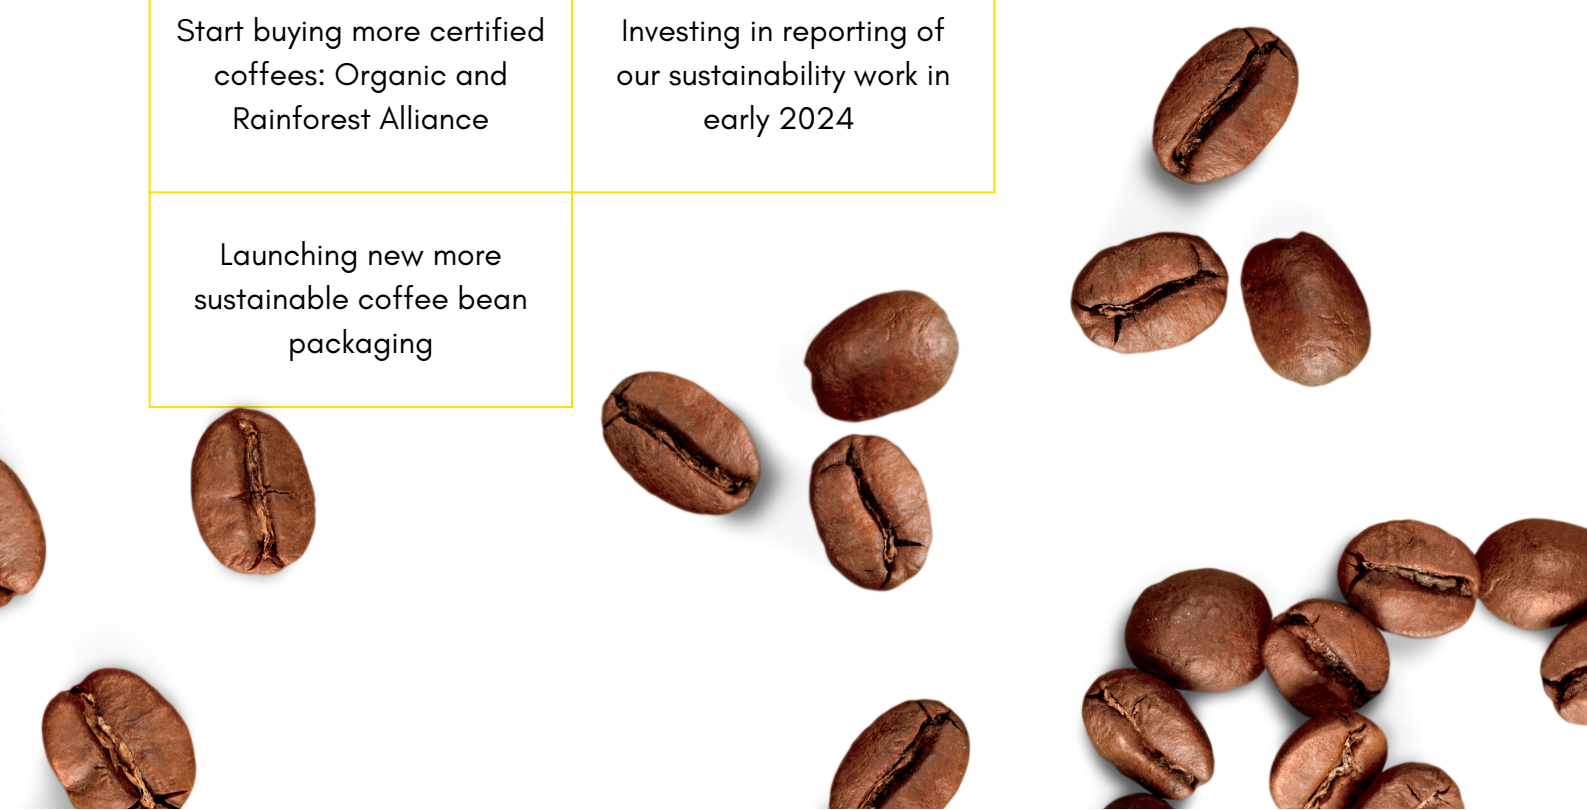 Start buying more certified
coffees: Organic and
Rainforest Alliance
Investing in reporting of
our sustainability work in
early 2024
Launching new more
sustainable coffee bean
packaging